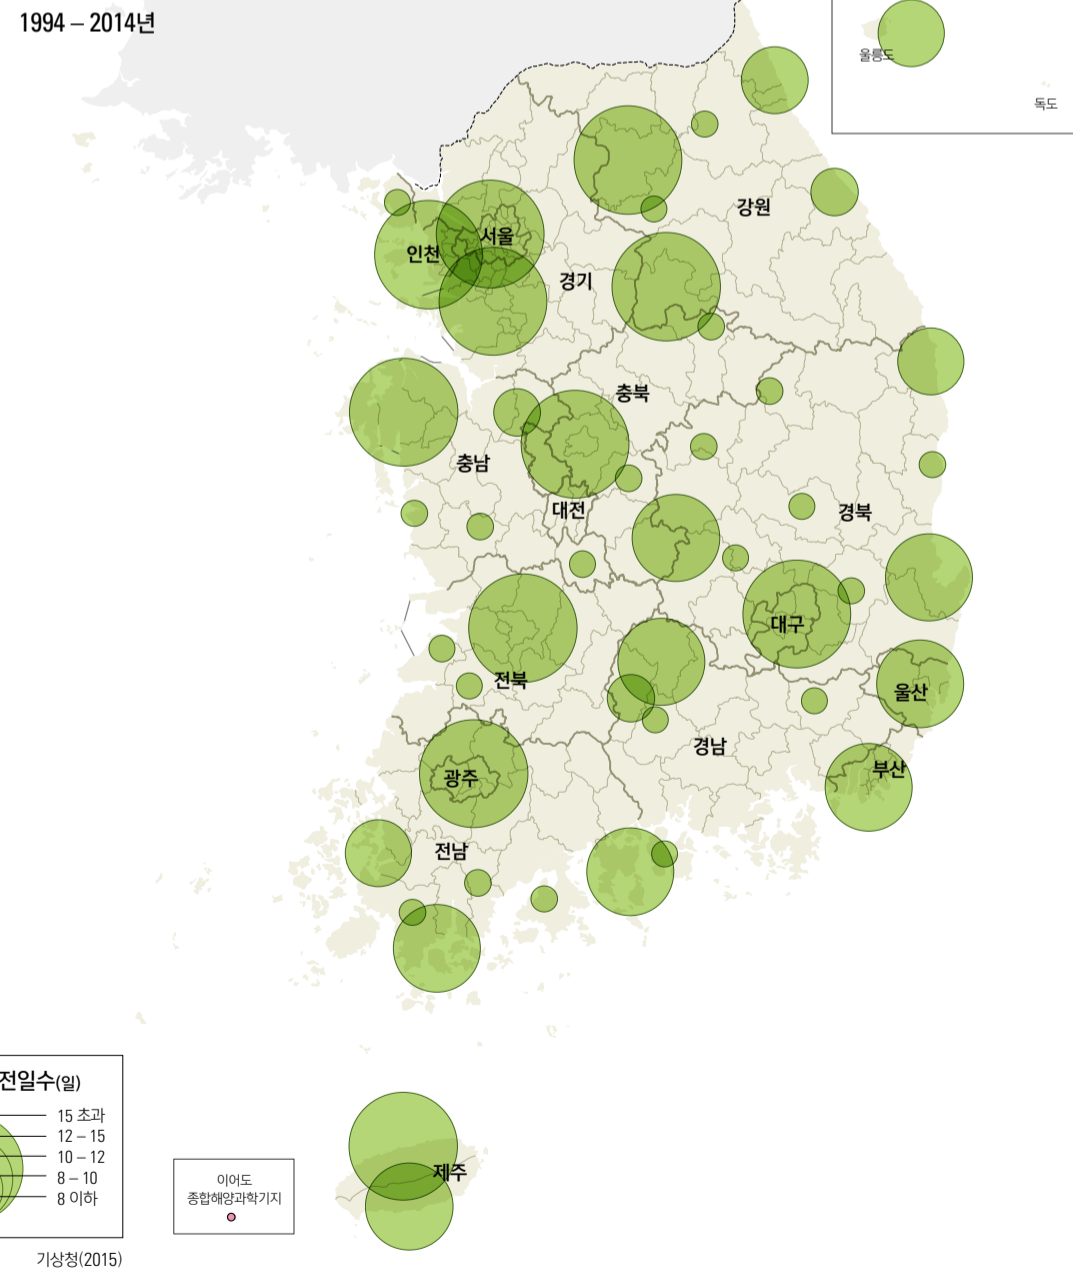 1994 – 2014년
울릉도
독도
강원
서울
인천
경기
충북
충남
대전
경북
대구
전북
울산
경남
부산
광주
전남
전일수(일)
15 초과
12 – 15
10 – 12
8 – 10
8 이하
기상청(2015)
이어도
종합해양과학기지
제주